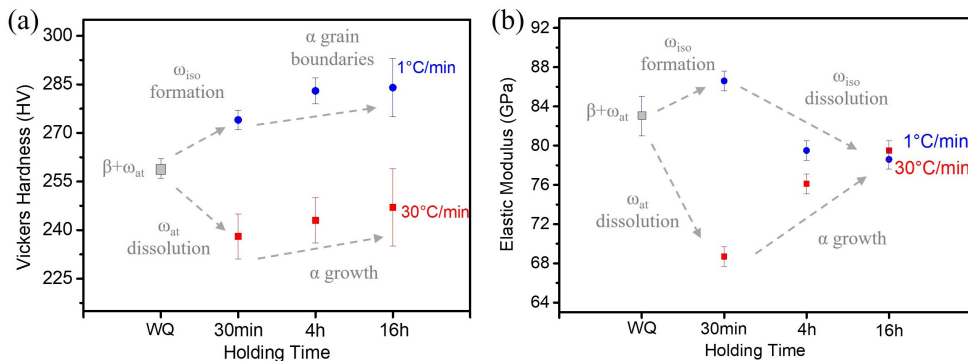 (a)
Vickers Hardness (HV)
305
300
285
270
255
240
225
α grain
boundaries
1°C/min
ω_iso
formation
β+ω_at
ω_at
dissolution
30°C/min
α growth
WQ
30min
4h
16h
Holding Time
(b)
Elastic Modulus (GPa)
92
88
84
80
76
72
68
64
ω_iso
formation
β+ω_at
ω_iso
dissolution
1°C/min
30°C/min
ω_at
dissolution
α growth
WQ
30min
4h
16h
Holding Time